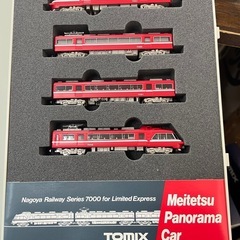 Nagoya Railway Series 7000 for Limited Express
Meitetsu
Panorama
Car
TOMIX